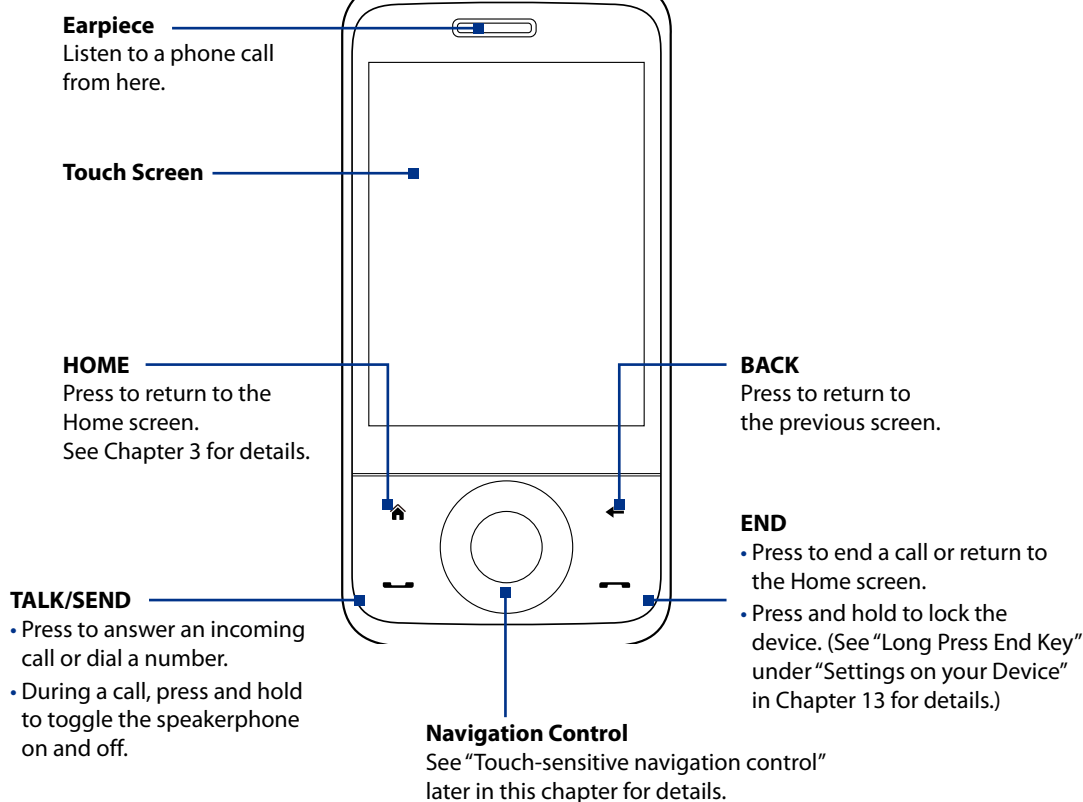 Earpiece
Listen to a phone call
from here.
Touch Screen
HOME
Press to return to the
Home screen.
See Chapter 3 for details.
BACK
Press to return to
the previous screen.
END
• Press to end a call or return to
the Home screen.
• Press and hold to lock the
device. (See “Long Press End Key”
under “Settings on your Device”
in Chapter 13 for details.)
TALK/SEND
• Press to answer an incoming
call or dial a number.
• During a call, press and hold
to toggle the speakerphone
on and off.
Navigation Control
See “Touch-sensitive navigation control”
later in this chapter for details.